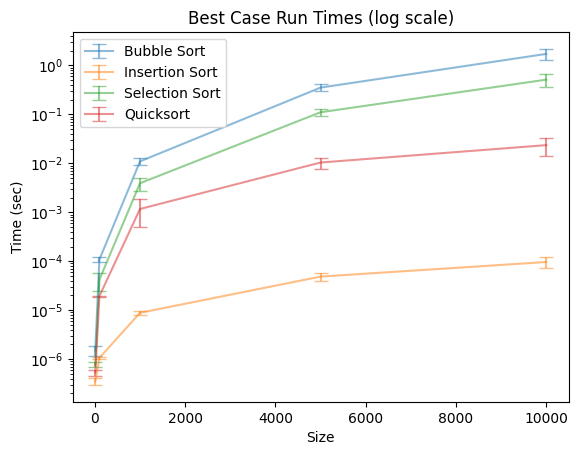 Best Case Run Times (log scale)
Bubble Sort
Insertion Sort
Selection Sort
Quicksort
10⁰
10⁻¹
10⁻²
10⁻³
10⁻⁴
10⁻⁵
10⁻⁶
Time (sec)
0 2000 4000 6000 8000 10000
Size